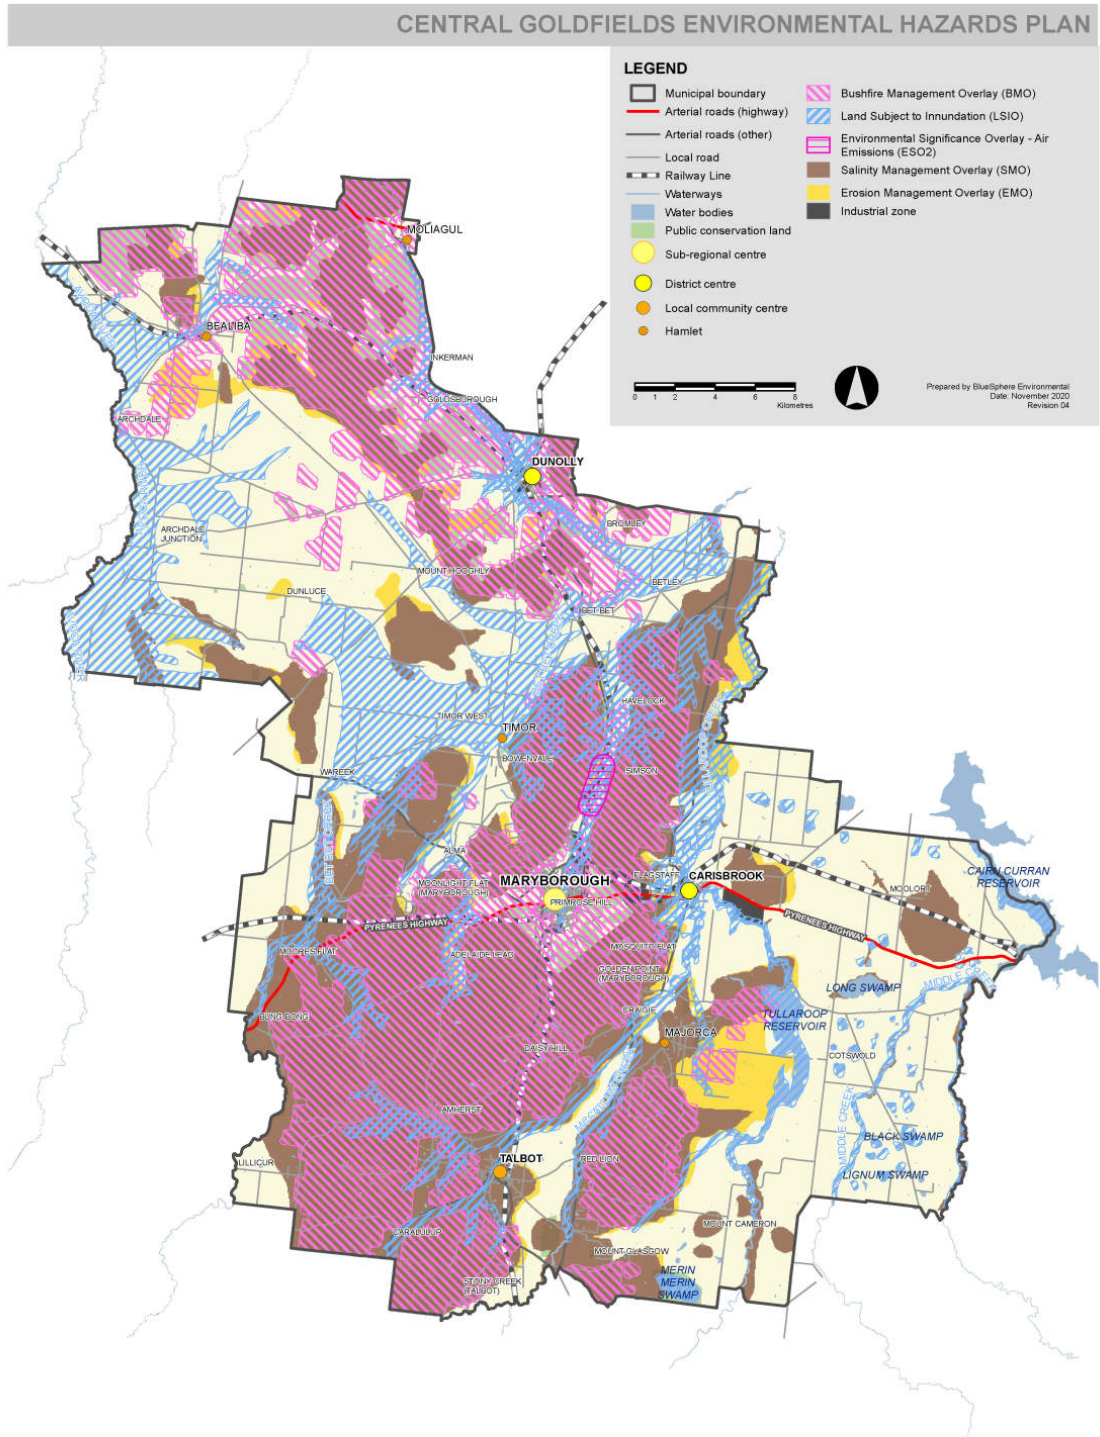 CENTRAL GOLDFIELDS ENVIRONMENTAL HAZARDS PLAN
LEGEND
Municipal boundary
Arterial roads (highway)
Arterial roads (other)
Local road
Railway Line
Waterways
Water bodies
Public conservation land
Sub-regional centre
District centre
Local community centre
Hamlet
Bushfire Management Overlay (BMO)
Land Subject to Innundation (LSIO)
Environmental Significance Overlay - Air
Emissions (ESO2)
Salinity Management Overlay (SMO)
Erosion Management Overlay (EMO)
Industrial zone
0 1 2 4 6 8
Kilometres
Prepared by BlueSphere Environmental
Date: November 2020
Revision 04
MOLIAGUL
BEALIBA
INKERMAN
GOLDSBOROUGH
ARCHDALE
DUNOLLY
BROMLEY
ARCHDALE
JUNCTION
MOUNT HOOGHLY
BETLEY
DUNLUCE
BET BET
HAVELOCK
TIMOR WEST
TIMOR
BOWENVALE
SIMSON
WAREEK
BET BET CREEK
ALMA
MOONLIGHT FLAT
(MARYBOROUGH)
MARYBOROUGH
PRIMROSE HILL
FLAGSTAFF
CARISBROOK
MOOLORT
CAIRN CURRAN
RESERVOIR
PYRENEES HIGHWAY
PYRENEES HIGHWAY
MOORES FLAT
ADELAIDE LEAD
MOSQUITO FLAT
GOLDEN POINT
(MARYBOROUGH)
MIDDLE CREEK
LONG SWAMP
BUNG BONG
CRAIGIE
TULLAROOP
RESERVOIR
MAJORCA
DAISY HILL
COTSWOLD
AMHERST
MIDDLE CREEK
BLACK SWAMP
LILLICUR
TALBOT
RED LION
LIGNUM SWAMP
CARALULUP
MOUNT CAMERON
MOUNT GLASGOW
STONY CREEK
(TALBOT)
MERIN
MERIN
SWAMP